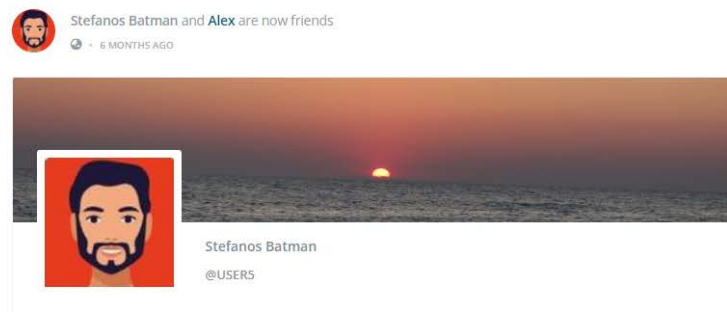 Stefanos Batman and Alex are now friends
· 6 MONTHS AGO
Stefanos Batman
@USER5